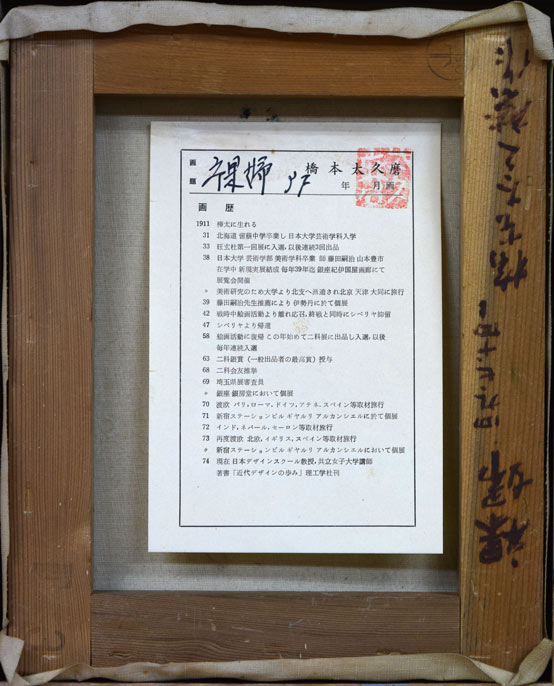 画題 裸婦 橋本太久磨
年 月画
画歴
1911 樺太に生れる
31 北海道 留萠中学卒業し 日本大学芸術学科入学
33 旺玄社第一回展に入選,以後連続3回出品
38 日本大学 芸術学部 美術学科卒業 師 藤田嗣治 山本豊市
在学中 新現実展結成 毎年39年迄 銀座紀伊国屋画廊にて
展覧会開催
〃 美術研究のため大学より北支へ派遣され北京 天津 大同に旅行
39 藤田嗣治先生推薦により 伊勢丹に於て個展
42 戦時中絵画活動より離れ応召,終戦と同時にシベリヤ抑留
47 シベリヤより帰還
58 絵画活動に復帰 この年始めて二科展に出品し入選,以後
毎年連続入選
63 二科銀賞（一般出品者の最高賞）授与
68 二科会友推挙
69 埼玉県展審査員
〃 銀座 銀房堂において個展
70 渡欧 パリ,ローマ,ドイツ,アテネ,スペイン等取材旅行
71 新宿ステーションビル ギャルリ アルカンシエルに於て個展
72 インド,ネパール,セーロン等取材旅行
73 再度渡欧 北欧,イギリス,スペイン等取材旅行
〃 新宿ステーションビル ギャルリ アルカンシエルにおいて個展
74 現在 日本デザインスクール教授,共立女子大学講師
著書「近代デザインの歩み」理工学社刊
裸婦